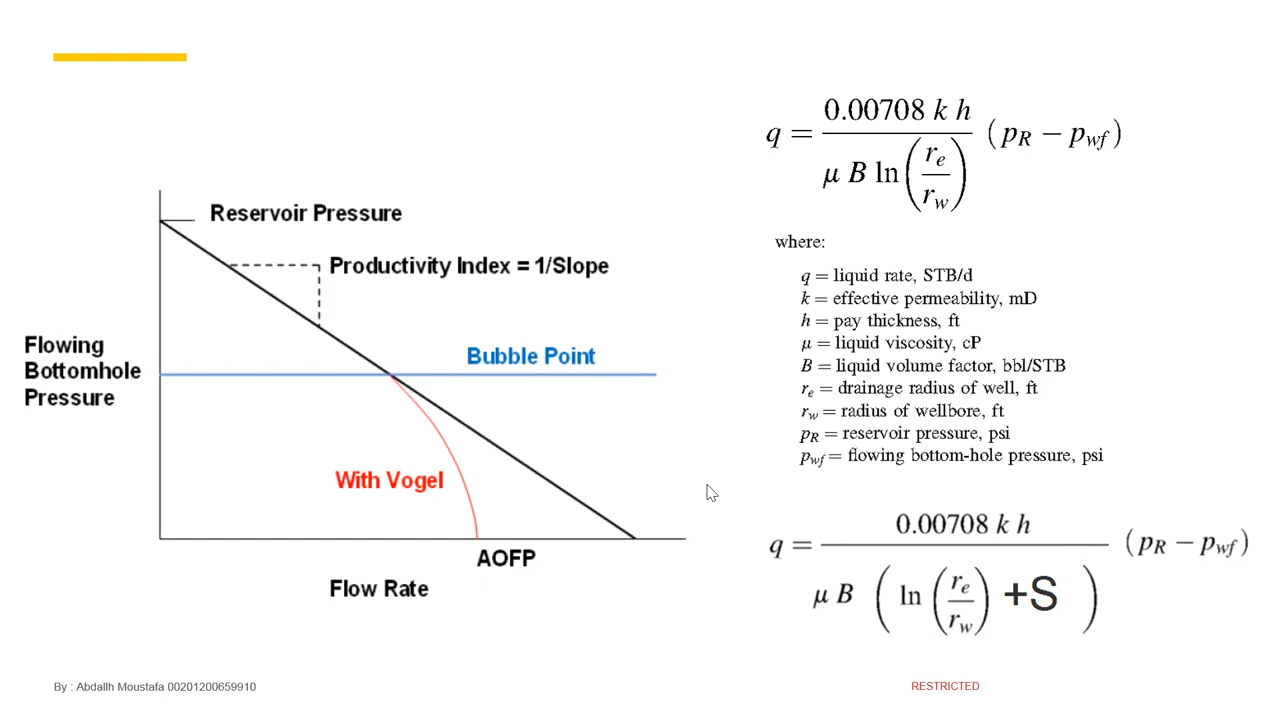 Reservoir Pressure
Productivity Index = 1/Slope
Flowing
Bottomhole
Pressure
Bubble Point
With Vogel
AOFP
Flow Rate
q = 0.00708 k h / μ B ln(re/rw) (pR − pwf)
where:
q = liquid rate, STB/d
k = effective permeability, mD
h = pay thickness, ft
μ = liquid viscosity, cP
B = liquid volume factor, bbl/STB
re = drainage radius of well, ft
rw = radius of wellbore, ft
pR = reservoir pressure, psi
pwf = flowing bottom-hole pressure, psi
q = 0.00708 k h / μ B (ln(re/rw) +S) (pR − pwf)
By : Abdallh Moustafa 00201200659910
RESTRICTED